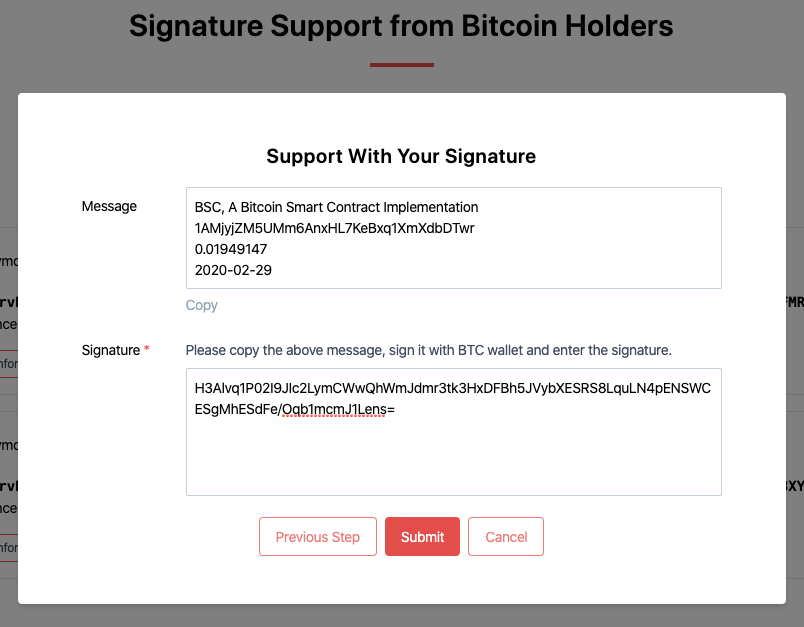 Signature Support from Bitcoin Holders
Support With Your Signature
Message
BSC, A Bitcoin Smart Contract Implementation
1AMjyjZM5UMm6AnxHL7KeBxq1XmXdbDTwr
0.01949147
2020-02-29
Copy
Signature *
Please copy the above message, sign it with BTC wallet and enter the signature.
H3Alvq1P02I9Jlc2LymCWwQhWmJdmr3tk3HxDFBh5JVybXESRS8LquLN4pENSWC
ESgMhESdFe/Oqb1mcmJ1Lens=
Previous Step
Submit
Cancel